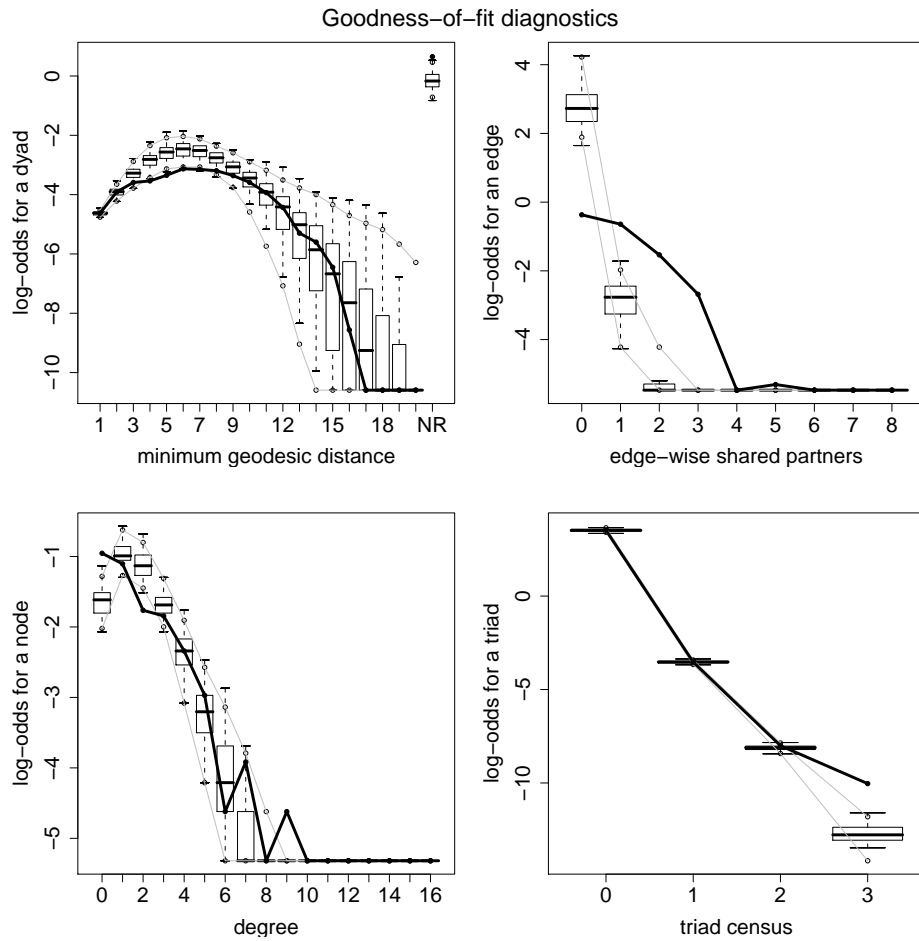 Goodness−of−fit diagnostics
log−odds for a dyad
0
−2
−4
−6
−8
−10
1 3 5 7 9 12 15 18 NR
minimum geodesic distance
log−odds for an edge
4
2
0
−2
−4
0 1 2 3 4 5 6 7 8
edge−wise shared partners
log−odds for a node
−1
−2
−3
−4
−5
0 2 4 6 8 10 12 14 16
degree
log−odds for a triad
0
−5
−10
0 1 2 3
triad census